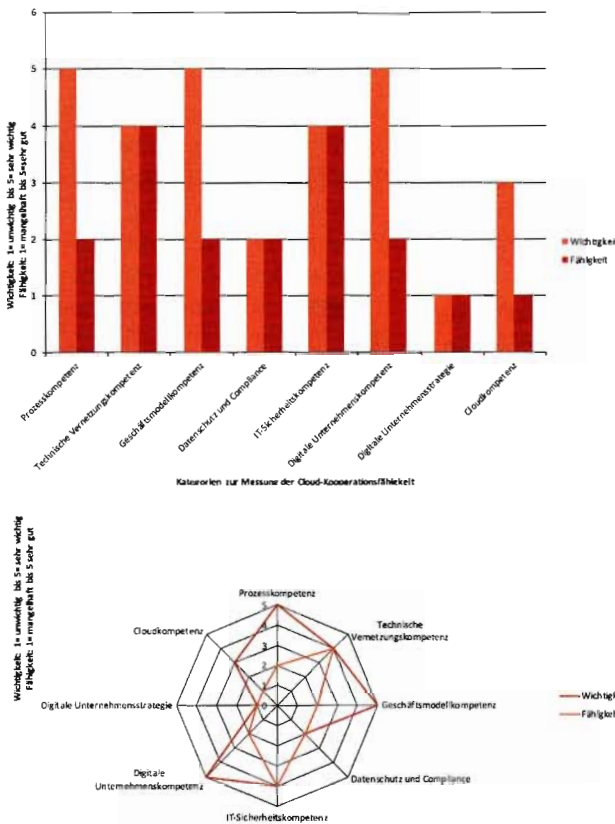 6
5
4
3
2
1
0
Wichtigkeit: 1= unwichtig bis 5= sehr wichtig
Fähigkeit: 1= mangelhaft bis 5=sehr gut
Wichtigkeit
Fähigkeit
Prozesskompetenz
Technische Vernetzungskompetenz
Geschäftsmodellkompetenz
Datenschutz und Compliance
IT-Sicherheitskompetenz
Digitale Unternehmenskompetenz
Digitale Unternehmensstrategie
Cloudkompetenz
Kategorien zur Messung der Cloud-Kooperationsfähigkeit
Wichtigkeit: 1= unwichtig bis 5= sehr wichtig
Fähigkeit: 1= mangelhaft bis 5 sehr gut
Prozesskompetenz
5
4
3
2
1
0
Technische
Vernetzungskompetenz
Geschäftsmodellkompetenz
Datenschutz und Compliance
IT-Sicherheitskompetenz
Digitale
Unternehmenskompetenz
Digitale Unternehmensstrategie
Cloudkompetenz
Wichtigkeit
Fähigkeit